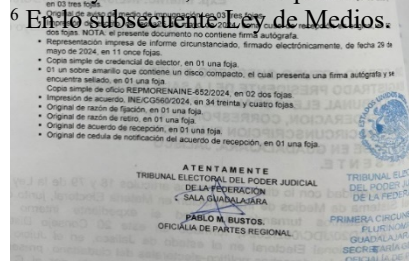 en 03 tres fojas.
6 En lo subsecuente, Ley de Medios.
dos fojas. NOTA: el presente documento no contiene firma autógrafa.
• Representación impresa de informe circunstanciado, firmado electrónicamente, de fecha 29 de
mayo de 2024, en 11 once fojas.
• Copia simple de credencial de elector, en 01 una foja.
• 01 un sobre amarillo que contiene un disco compacto, el cual presenta una firma autógrafa y se
encuentra sellado, en 01 una foja.
Copia simple de oficio REPMORENAINE-652/2024, en 02 dos fojas
• Impresión de acuerdo, INE/CG560/2024, en 34 treinta y cuatro fojas.
• Original de razón de fijación, en 01 una foja.
• Original de razón de retiro, en 01 una foja.
• Original de acuerdo de recepción, en 01 una foja.
• Original de cedula de notificación del acuerdo de recepción, en 01 una foja.
ATENTAMENTE
TRIBUNAL ELECTORAL DEL PODER JUDICIAL
DE LA FEDERACIÓN
SALA GUADALAJARA
PABLO M. BUSTOS.
OFICIALÍA DE PARTES REGIONAL
TRIBUNAL
DEL PODER
DE LA
PRIMERA
GUADALAJARA